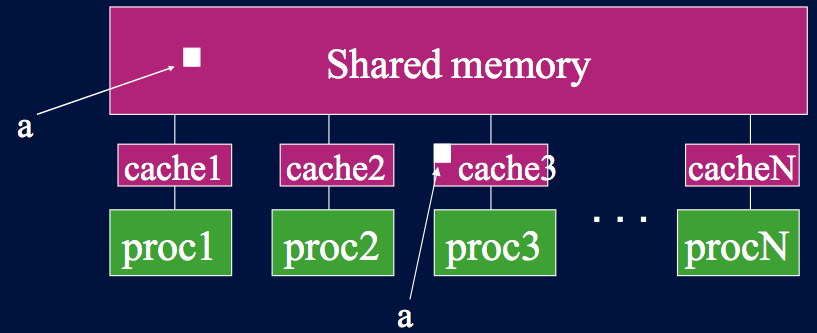 Shared memory
a
cache1 cache2 cache3 cacheN
proc1 proc2 proc3 . . . procN
a